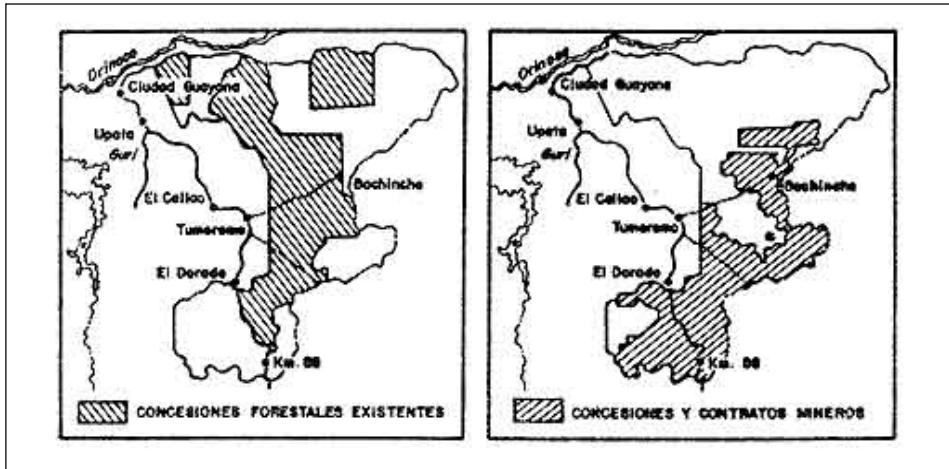 Orinoco
Ciudad Guayana
Upata
Guri
El Callao
Tumeremo
Bochinche
El Dorado
Km. 88
CONCESIONES FORESTALES EXISTENTES
Orinoco
Ciudad Guayana
Upata
Guri
El Callao
Tumeremo
Bochinche
El Dorado
Km. 88
CONCESIONES Y CONTRATOS MINEROS